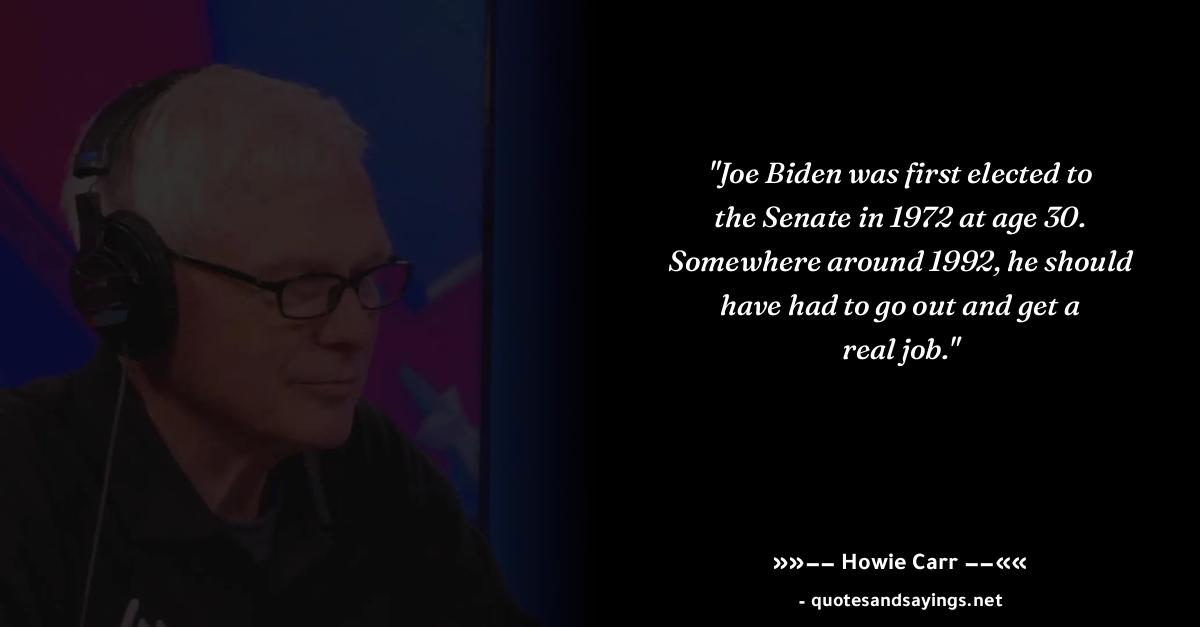 "Joe Biden was first elected to
the Senate in 1972 at age 30.
Somewhere around 1992, he should
have had to go out and get a
real job."
»»–– Howie Carr ––««
- quotesandsayings.net